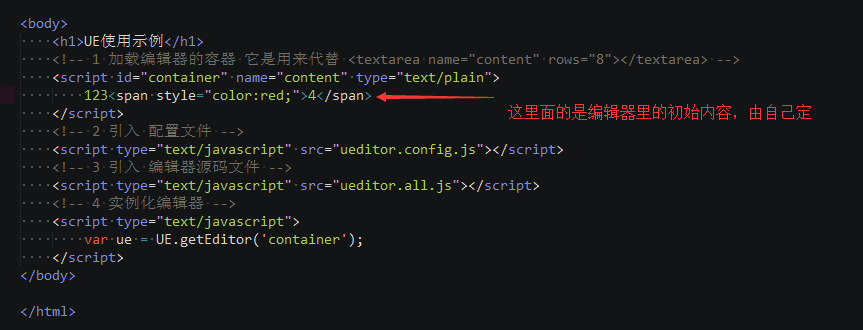 <body>
<h1>UE使用示例</h1>
<!-- 1 加载编辑器的容器 它是用来代替 <textarea name="content" rows="8"></textarea> -->
<script id="container" name="content" type="text/plain">
123<span style="color:red;">4</span>
这里面的是编辑器里的初始内容，由自己定
</script>
<!-- 2 引入 配置文件 -->
<script type="text/javascript" src="ueditor.config.js"></script>
<!-- 3 引入 编辑器源码文件 -->
<script type="text/javascript" src="ueditor.all.js"></script>
<!-- 4 实例化编辑器 -->
<script type="text/javascript">
var ue = UE.getEditor('container');
</script>
</body>
</html>